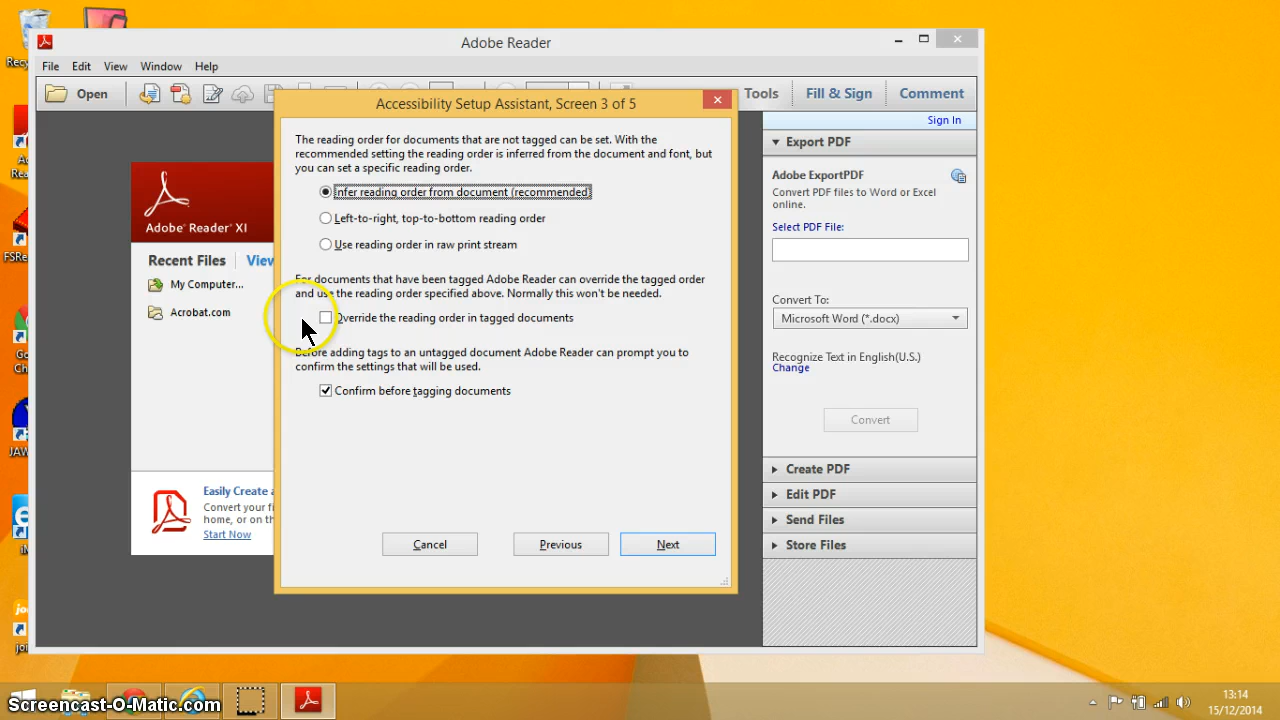 Adobe Reader
File Edit View Window Help
Open
Tools
Fill & Sign
Comment
Sign In
Accessibility Setup Assistant, Screen 3 of 5
The reading order for documents that are not tagged can be set. With the
recommended setting the reading order is inferred from the document and font, but
you can set a specific reading order.
Infer reading order from document (recommended)
Left-to-right, top-to-bottom reading order
Use reading order in raw print stream
For documents that have been tagged Adobe Reader can override the tagged order
and use the reading order specified above. Normally this won't be needed.
Override the reading order in tagged documents
Before adding tags to an untagged document Adobe Reader can prompt you to
confirm the settings that will be used.
Confirm before tagging documents
Cancel
Previous
Next
Adobe® Reader® XI
Recent Files
My Computer...
Acrobat.com
Easily Create
Convert your
home, or on
Start Now
Export PDF
Adobe ExportPDF
Convert PDF files to Word or Excel
online.
Select PDF File:
Convert To:
Microsoft Word (*.docx)
Recognize Text in English(U.S.)
Change
Convert
Create PDF
Edit PDF
Send Files
Store Files
Screencast-O-Matic.com
13:14
15/12/2014